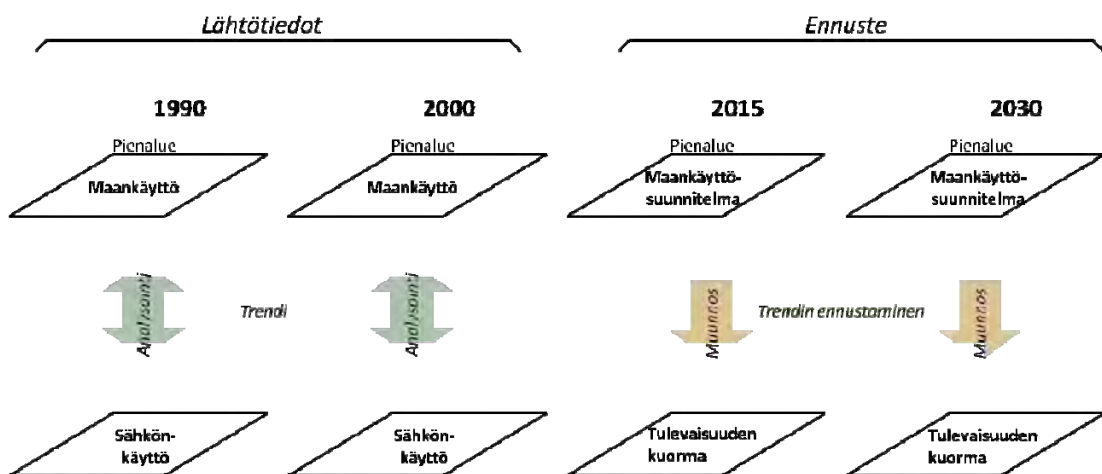 Lähtötiedot
Ennuste
1990
2000
2015
2030
Pienalue
Pienalue
Pienalue
Pienalue
Maankäyttö
Maankäyttö
Maankäyttö-
suunnitelma
Maankäyttö-
suunnitelma
Analysointi
Trendi
Analysointi
Muunnos
Trendin ennustaminen
Muunnos
Sähkön-
käyttö
Sähkön-
käyttö
Tulevaisuuden
kuorma
Tulevaisuuden
kuorma